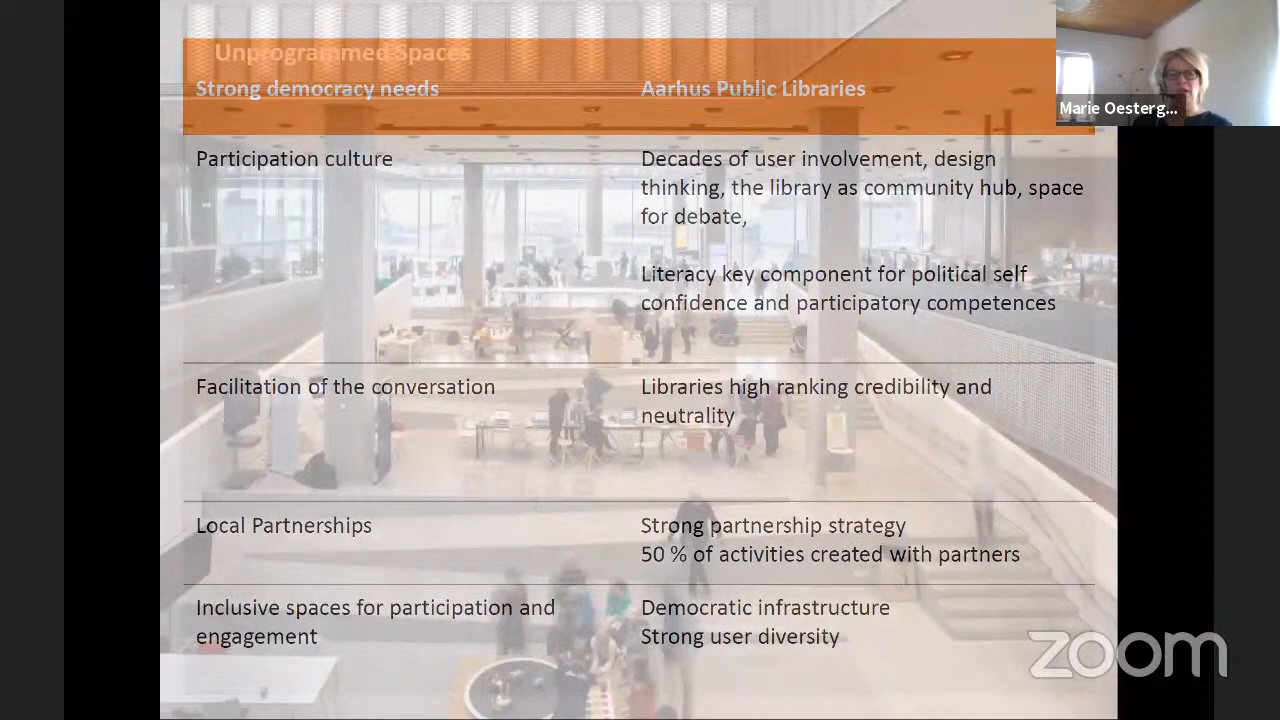 Unprogrammed Spaces
Strong democracy needs
Aarhus Public Libraries
Marie Oesterg...
Participation culture
Decades of user involvement, design
thinking, the library as community hub, space
for debate,
Literacy key component for political self
confidence and participatory competences
Facilitation of the conversation
Libraries high ranking credibility and
neutrality
Local Partnerships
Strong partnership strategy
50 % of activities created with partners
Inclusive spaces for participation and
engagement
Democratic infrastructure
Strong user diversity
zoom